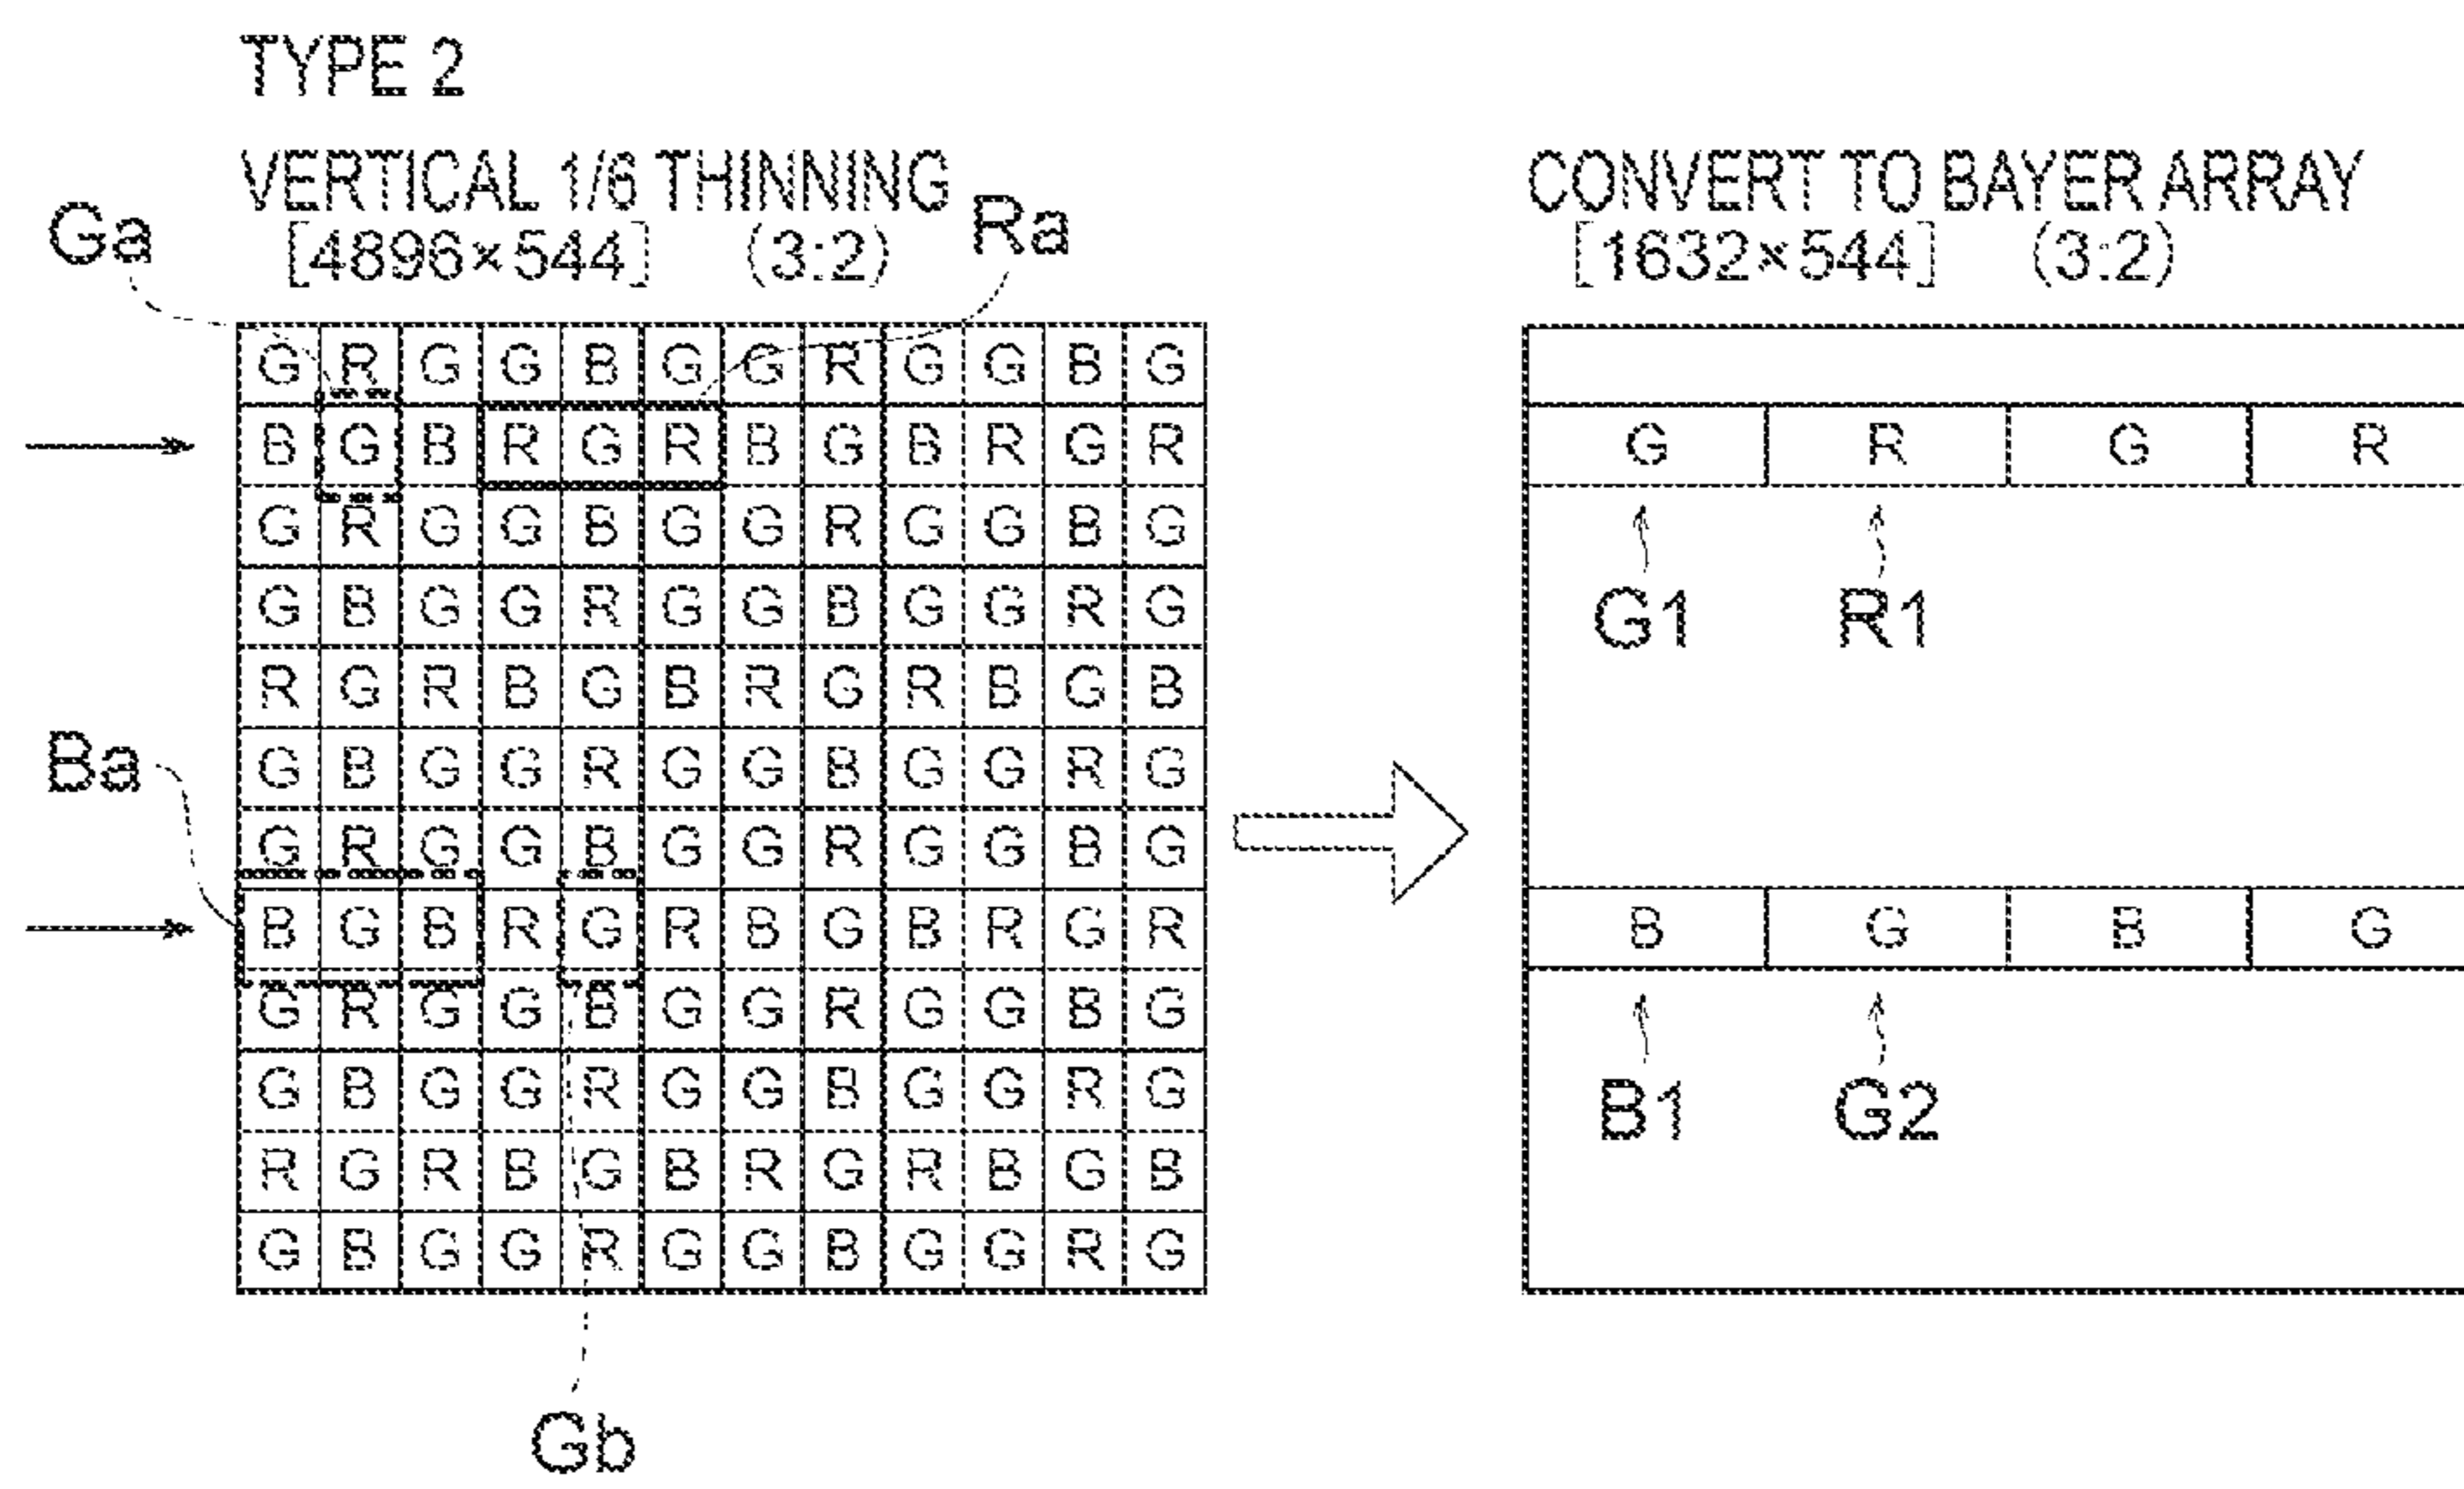 TYPE 2
VERTICAL 1/6 THINNING
[4896×544] (3:2)
Ga
Ra
G R G G B G G R G G B G
B G B R G R B G B R G R
G R G G B G G R G G B G
G B G G R G G B G G R G
R G R B G B R G R B G B
G B G G R G G B G G R G
G R G G B G G R G G B G
B G B R G R B G B R G R
G R G G B G G R G G B G
G B G G R G G B G G R G
R G R B G B R G R B G B
G B G G R G G B G G R G
Ba
Gb
CONVERT TO BAYER ARRAY
[1632×544] (3:2)
G R G R
G1 R1
B G B G
B1 G2